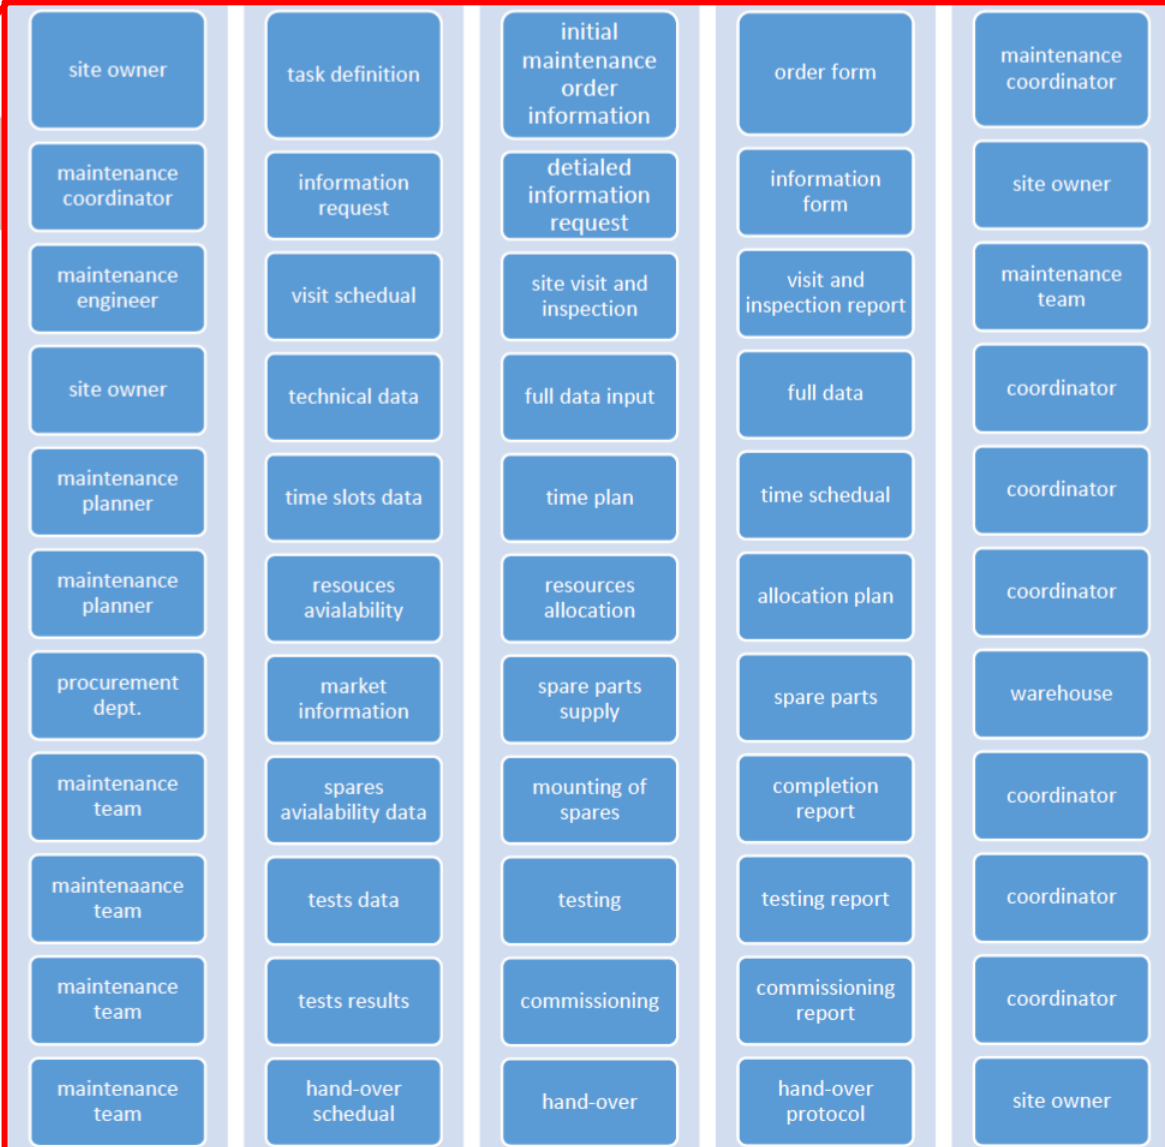 site owner
task definition
initial
maintenance
order
information
order form
maintenance
coordinator
maintenance
coordinator
information
request
detialed
information
request
information
form
site owner
maintenance
engineer
visit schedual
site visit and
inspection
visit and
inspection report
maintenance
team
site owner
technical data
full data input
full data
coordinator
maintenance
planner
time slots data
time plan
time schedual
coordinator
maintenance
planner
resouces
avialability
resources
allocation
allocation plan
coordinator
procurement
dept.
market
information
spare parts
supply
spare parts
warehouse
maintenance
team
spares
avialability data
mounting of
spares
completion
report
coordinator
maintenaance
team
tests data
testing
testing report
coordinator
maintenance
team
tests results
commissioning
commissioning
report
coordinator
maintenance
team
hand-over
schedual
hand-over
hand-over
protocol
site owner